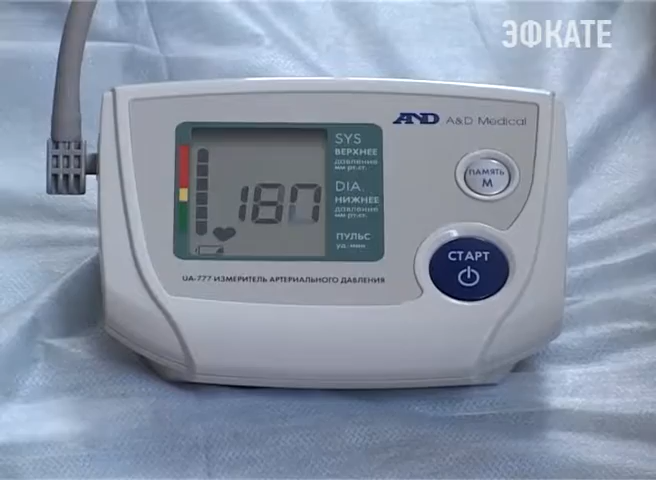 ЭФКАТЕ
AND A&D Medical
SYS
ВЕРХНЕЕ
давление
мм рт.ст.
DIA.
НИЖНЕЕ
давление
мм рт.ст.
ПУЛЬС
уд./мин
180
ПАМЯТЬ
М
СТАРТ
UA-777 ИЗМЕРИТЕЛЬ АРТЕРИАЛЬНОГО ДАВЛЕНИЯ